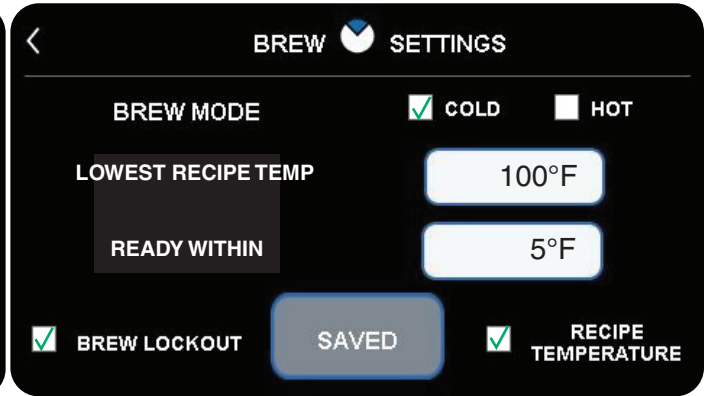 BREW SETTINGS
BREW MODE COLD HOT
LOWEST RECIPE TEMP 100°F
READY WITHIN 5°F
BREW LOCKOUT SAVED RECIPE TEMPERATURE